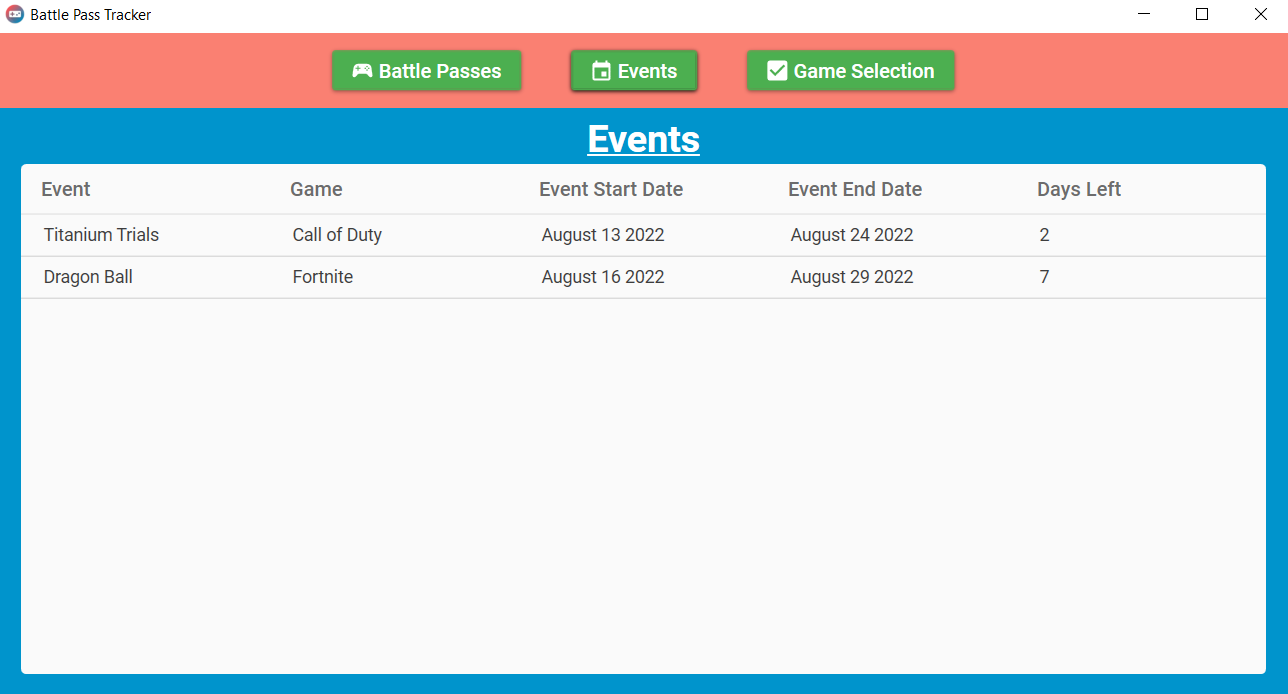 Battle Pass Tracker
Battle Passes Events Game Selection
Events
Event Game Event Start Date Event End Date Days Left
Titanium Trials Call of Duty August 13 2022 August 24 2022 2
Dragon Ball Fortnite August 16 2022 August 29 2022 7